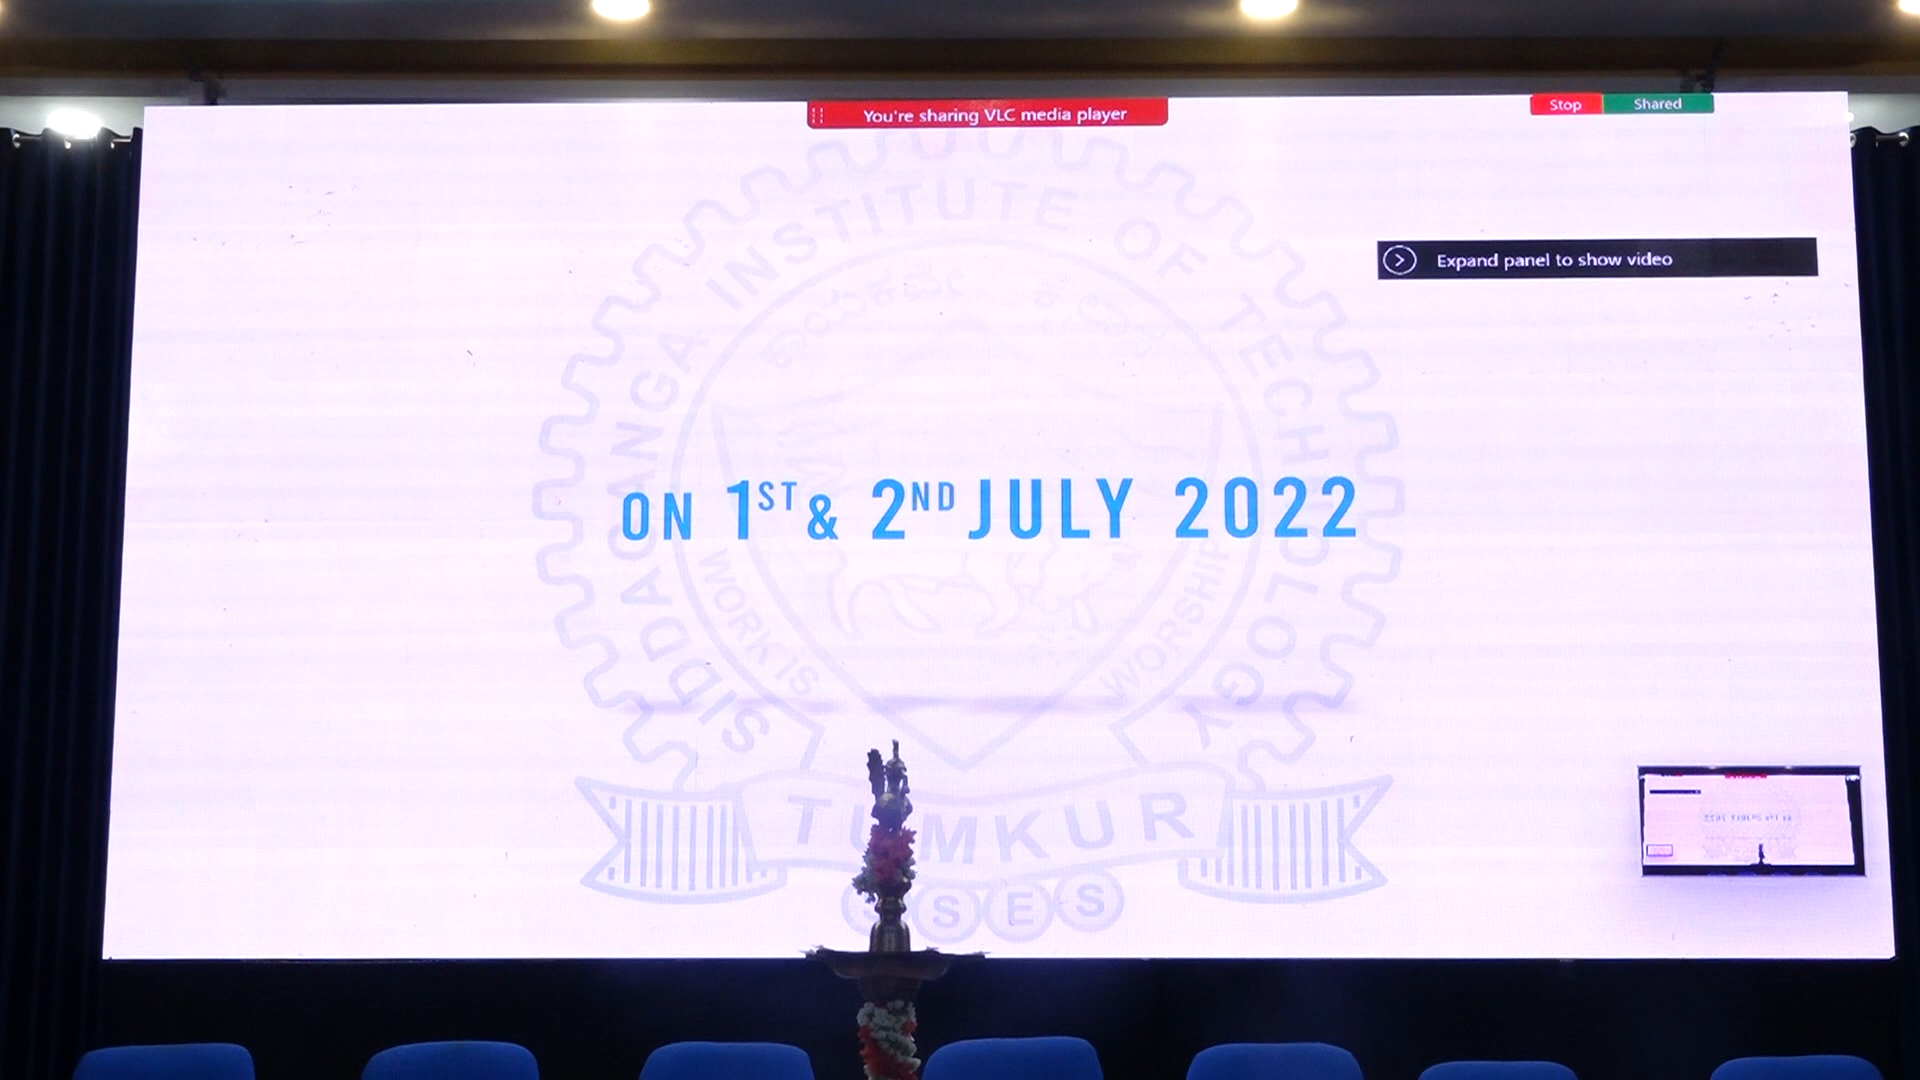 You're sharing VLC media player
Stop
Shared
Expand panel to show video
SIDDAGANGA INSTITUTE OF TECHNOLOGY
ON 1ST & 2ND JULY 2022
WORK IS
WORSHIP
TUMKUR
SSES